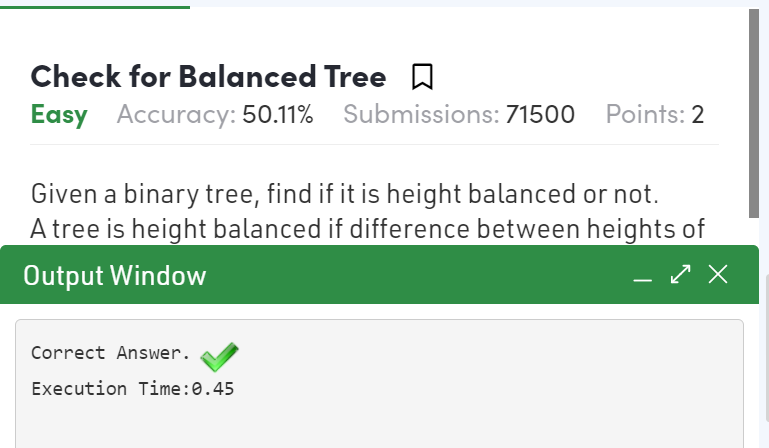 Check for Balanced Tree
Easy Accuracy: 50.11% Submissions: 71500 Points: 2
Given a binary tree, find if it is height balanced or not.
A tree is height balanced if difference between heights of
Output Window
Correct Answer.
Execution Time:0.45